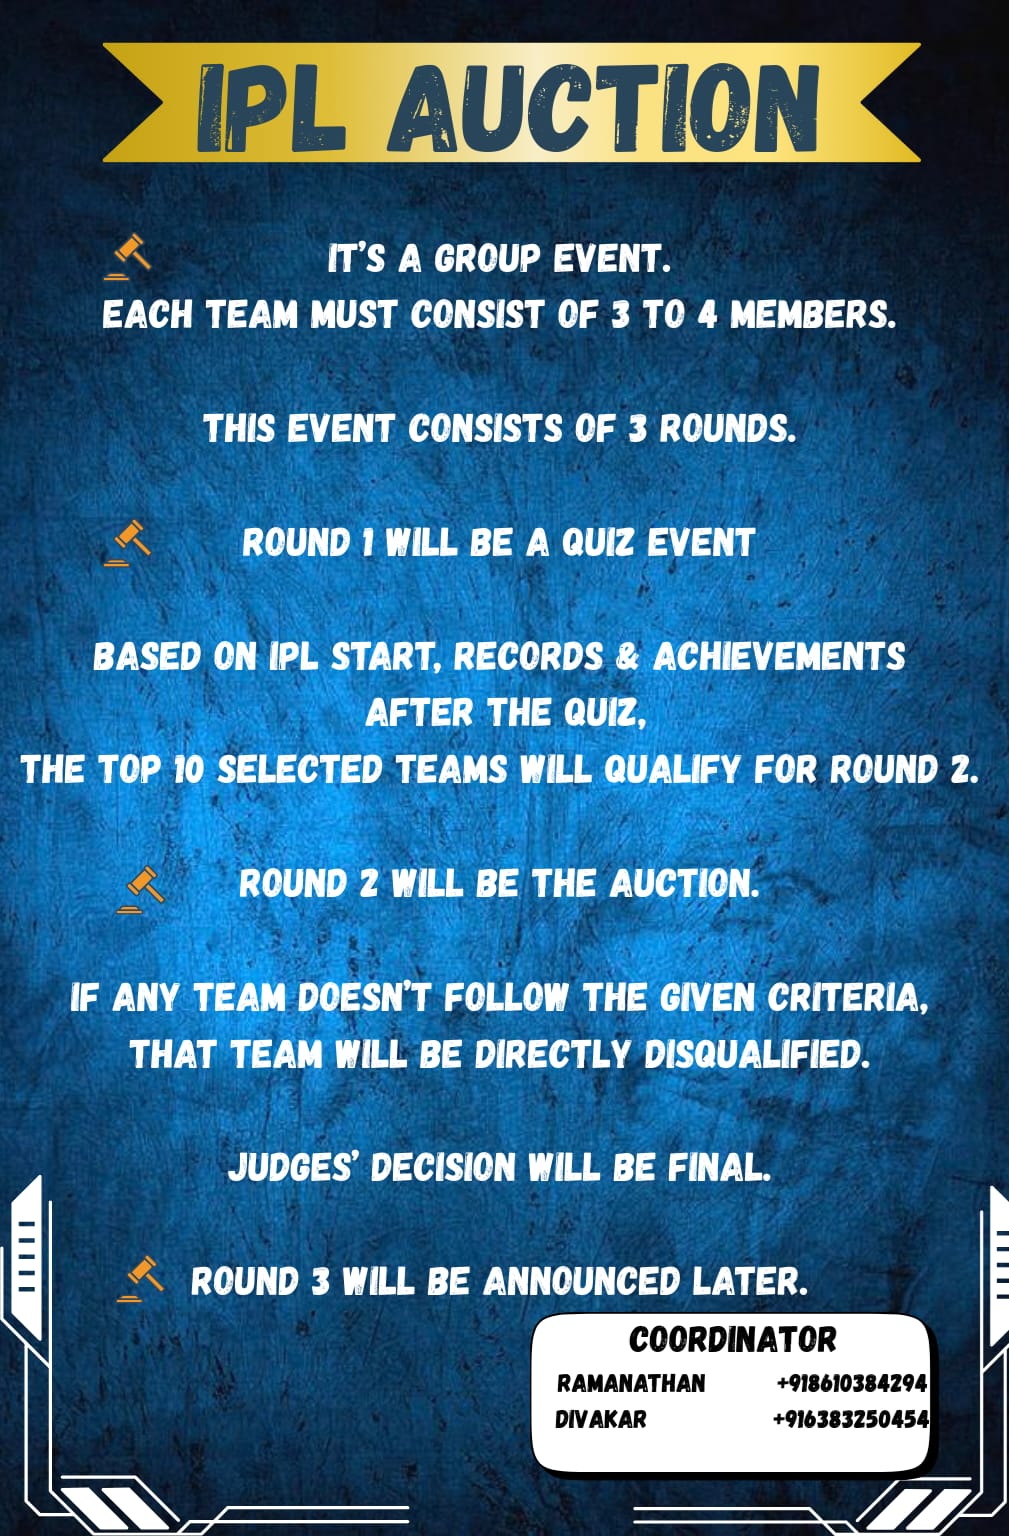 IPL AUCTION
IT'S A GROUP EVENT.
EACH TEAM MUST CONSIST OF 3 TO 4 MEMBERS.
THIS EVENT CONSISTS OF 3 ROUNDS.
ROUND 1 WILL BE A QUIZ EVENT
BASED ON IPL START, RECORDS & ACHIEVEMENTS
AFTER THE QUIZ,
THE TOP 10 SELECTED TEAMS WILL QUALIFY FOR ROUND 2.
ROUND 2 WILL BE THE AUCTION.
IF ANY TEAM DOESN'T FOLLOW THE GIVEN CRITERIA,
THAT TEAM WILL BE DIRECTLY DISQUALIFIED.
JUDGES' DECISION WILL BE FINAL.
ROUND 3 WILL BE ANNOUNCED LATER.
COORDINATOR
RAMANATHAN +918610384294
DIVAKAR +916383250454